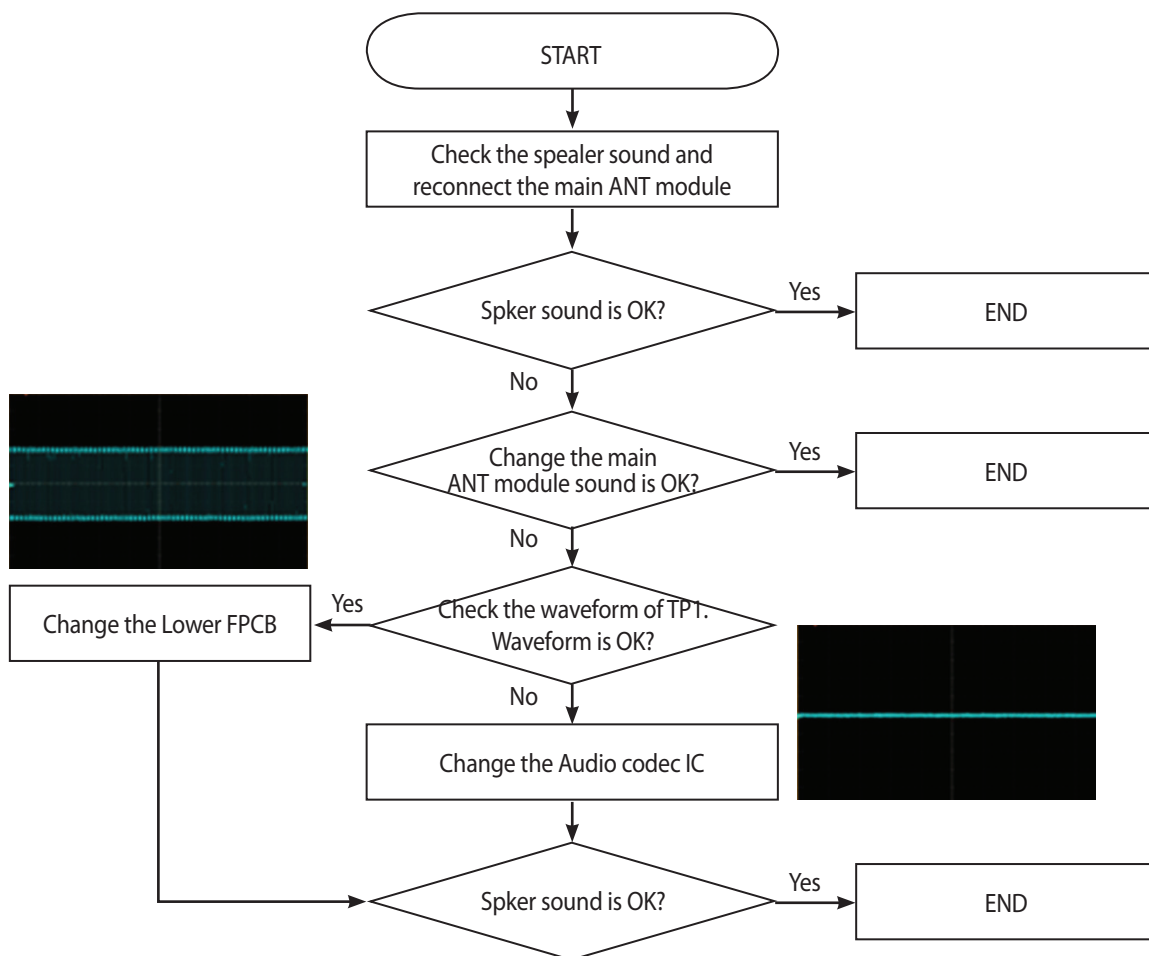 START
Check the spealer sound and
reconnect the main ANT module
Spker sound is OK?
Yes
END
No
Change the main
ANT module sound is OK?
Yes
END
No
Check the waveform of TP1.
Waveform is OK?
Yes
Change the Lower FPCB
No
Change the Audio codec IC
Spker sound is OK?
Yes
END